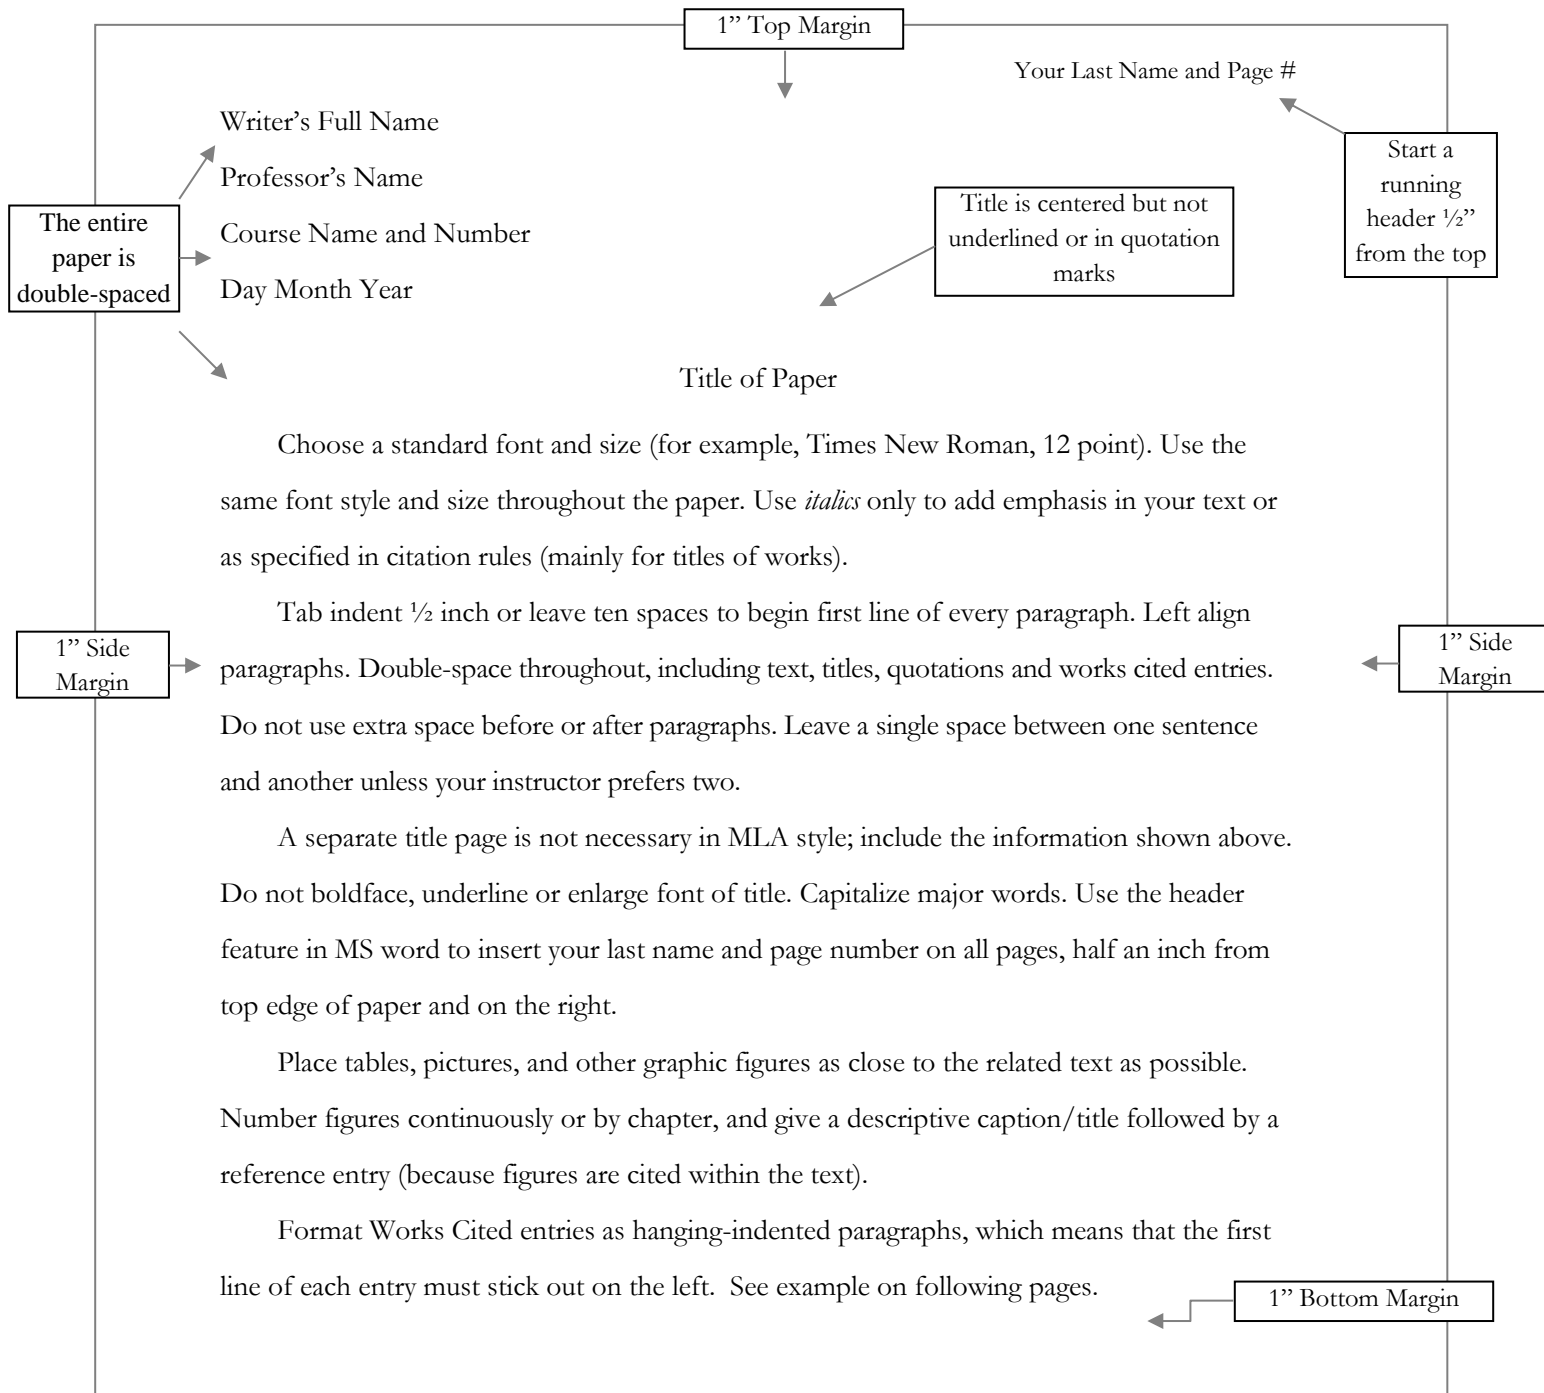 1” Top Margin
Your Last Name and Page #
Writer’s Full Name
Professor’s Name
Course Name and Number
Day Month Year
The entire
paper is
double-spaced
Title is centered but not
underlined or in quotation
marks
Start a
running
header ½”
from the top
Title of Paper
Choose a standard font and size (for example, Times New Roman, 12 point). Use the
same font style and size throughout the paper. Use italics only to add emphasis in your text or
as specified in citation rules (mainly for titles of works).
Tab indent ½ inch or leave ten spaces to begin first line of every paragraph. Left align
paragraphs. Double-space throughout, including text, titles, quotations and works cited entries.
Do not use extra space before or after paragraphs. Leave a single space between one sentence
and another unless your instructor prefers two.
1” Side
Margin
1” Side
Margin
A separate title page is not necessary in MLA style; include the information shown above.
Do not boldface, underline or enlarge font of title. Capitalize major words. Use the header
feature in MS word to insert your last name and page number on all pages, half an inch from
top edge of paper and on the right.
Place tables, pictures, and other graphic figures as close to the related text as possible.
Number figures continuously or by chapter, and give a descriptive caption/title followed by a
reference entry (because figures are cited within the text).
Format Works Cited entries as hanging-indented paragraphs, which means that the first
line of each entry must stick out on the left.  See example on following pages.
1” Bottom Margin